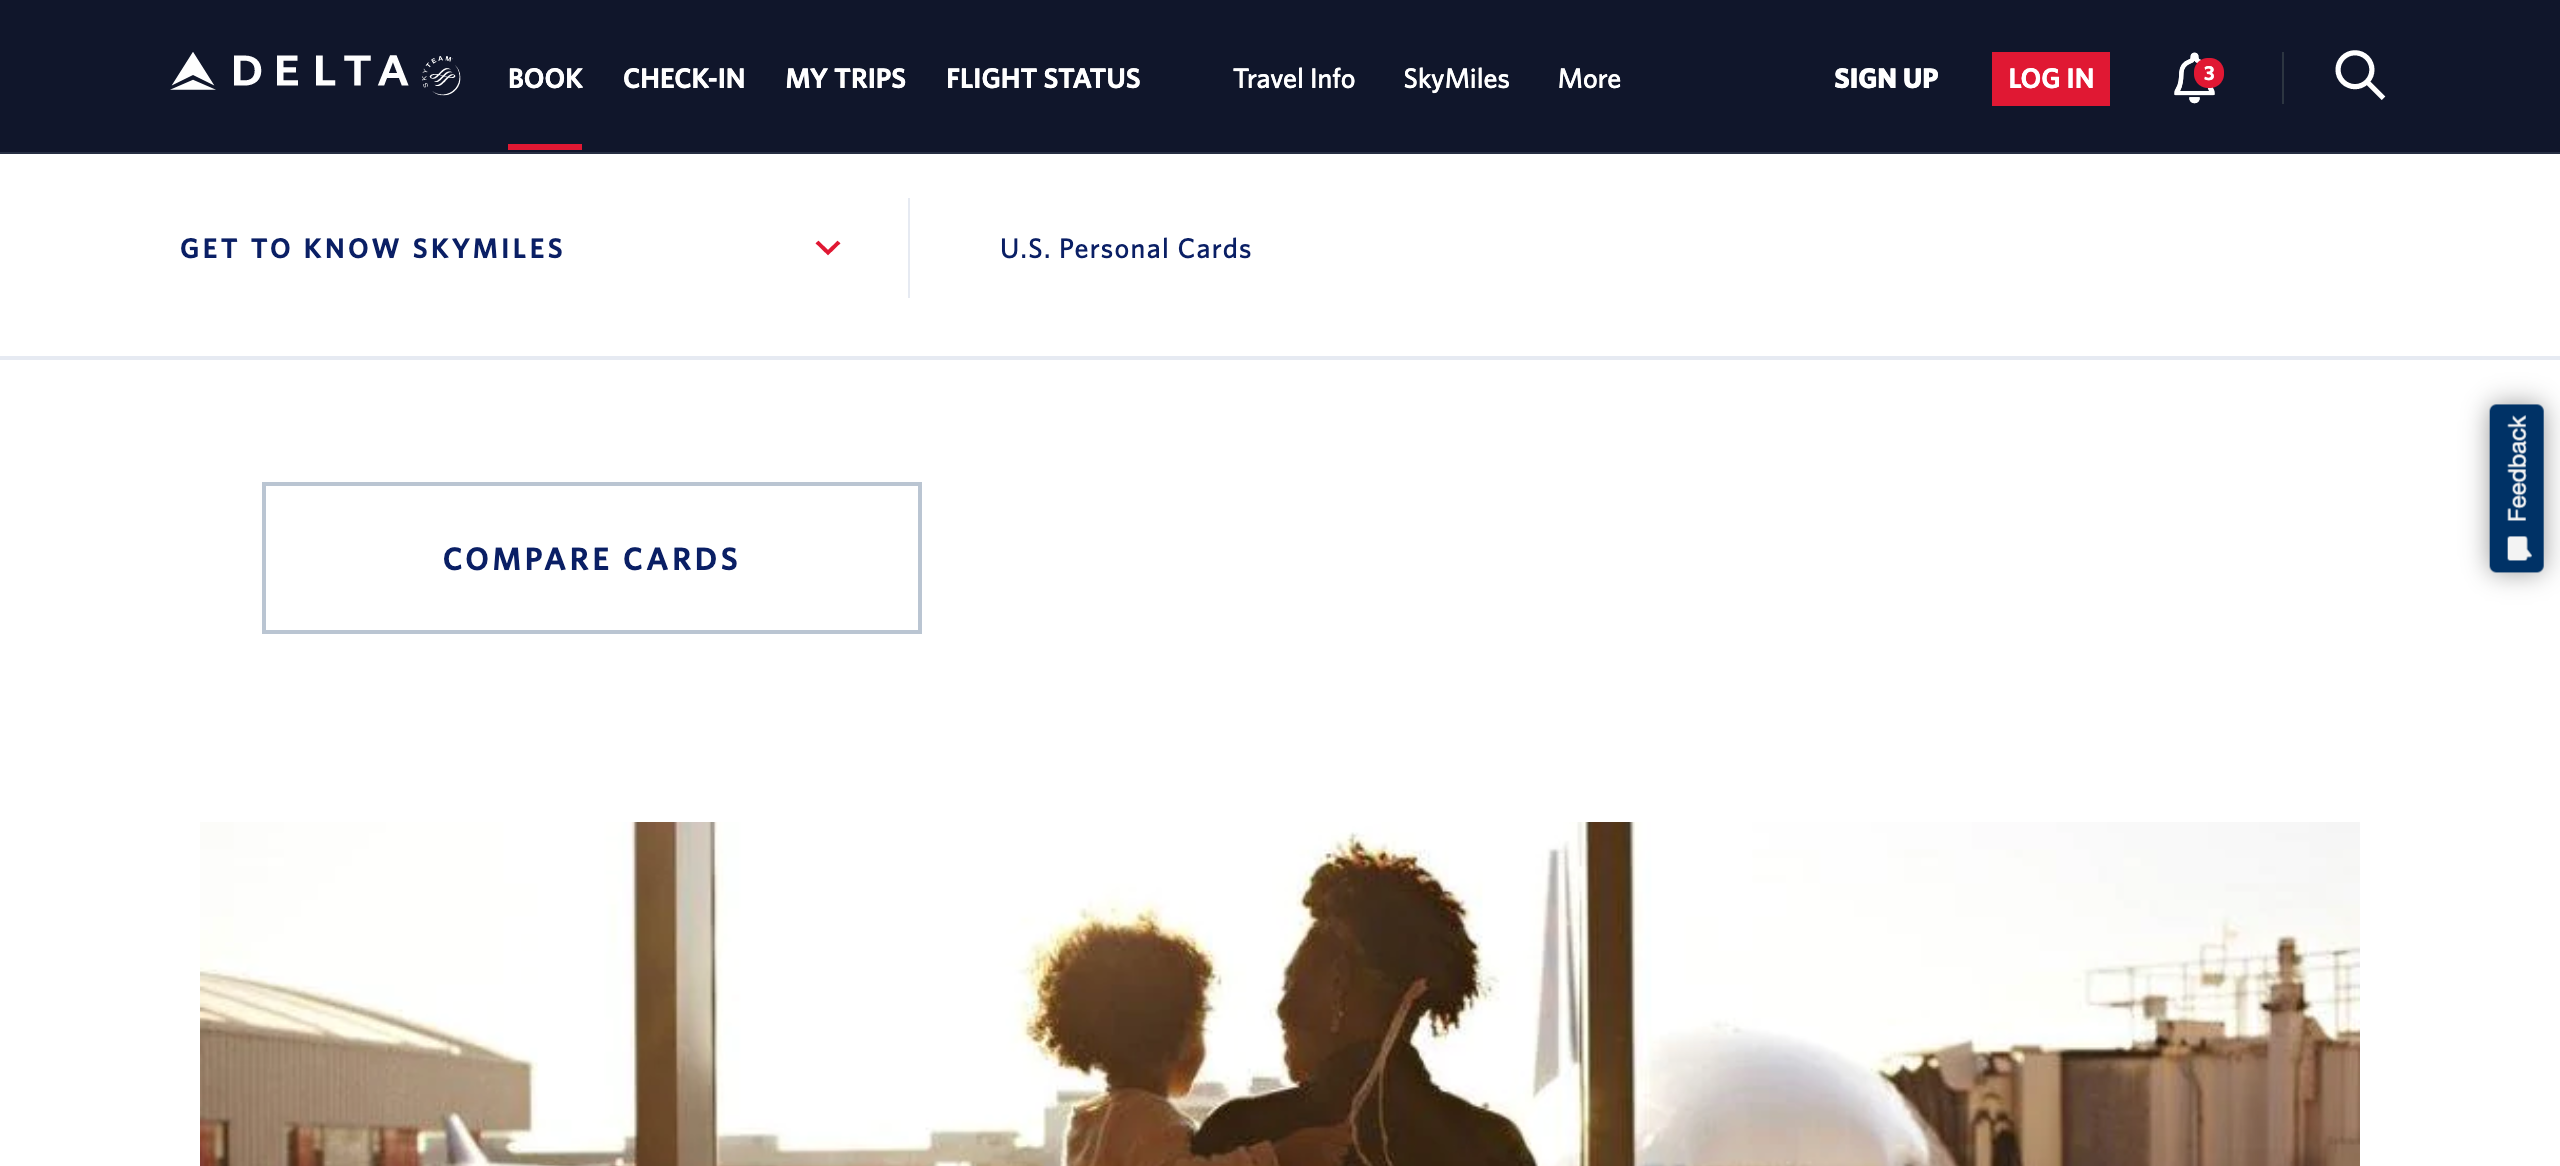 DELTA SKYTEAM BOOK CHECK-IN MY TRIPS FLIGHT STATUS Travel Info SkyMiles More SIGN UP LOG IN 3
GET TO KNOW SKYMILES U.S. Personal Cards
Feedback
COMPARE CARDS